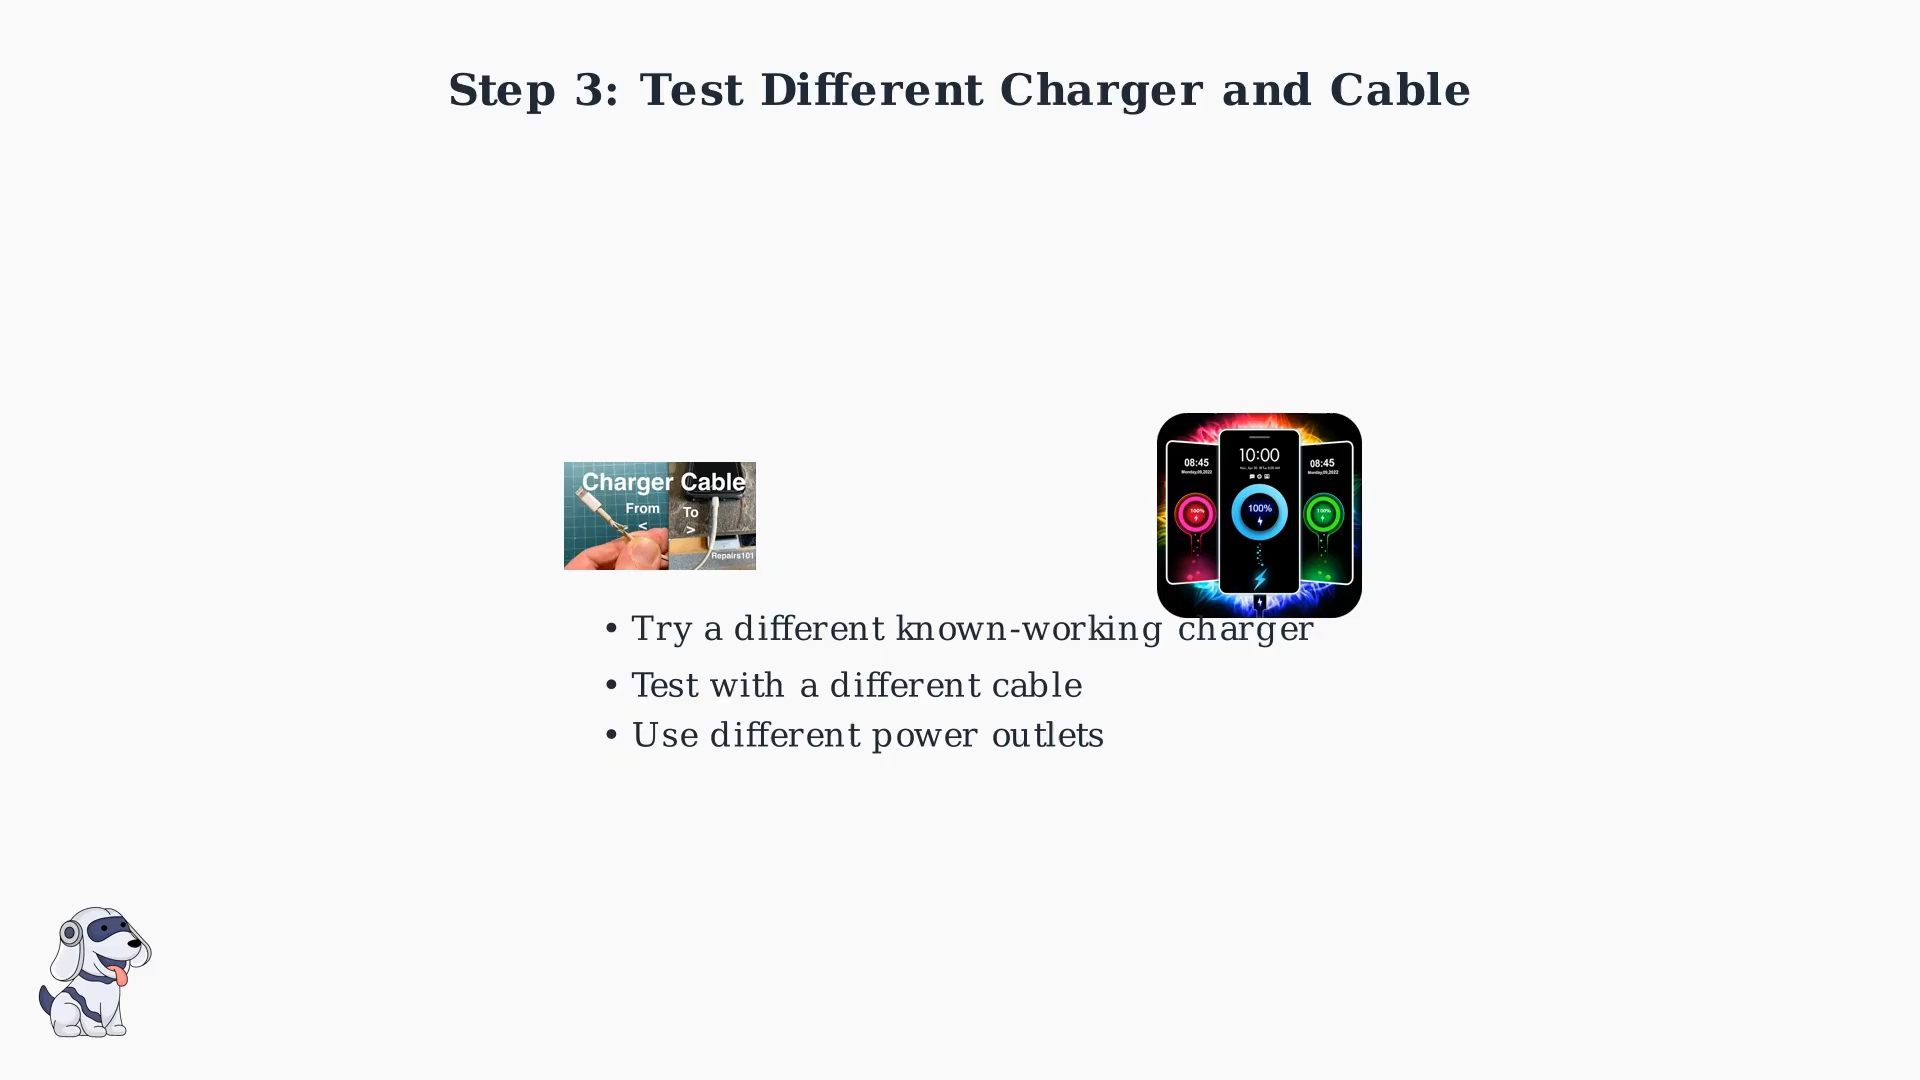 Step 3: Test Different Charger and Cable
Charger Cable
From
<
To
>
Repairs101
08:45
Monday,09,2022
100%
10:00
100%
08:45
Monday,09,2022
100%
• Try a different known-working charger
• Test with a different cable
• Use different power outlets